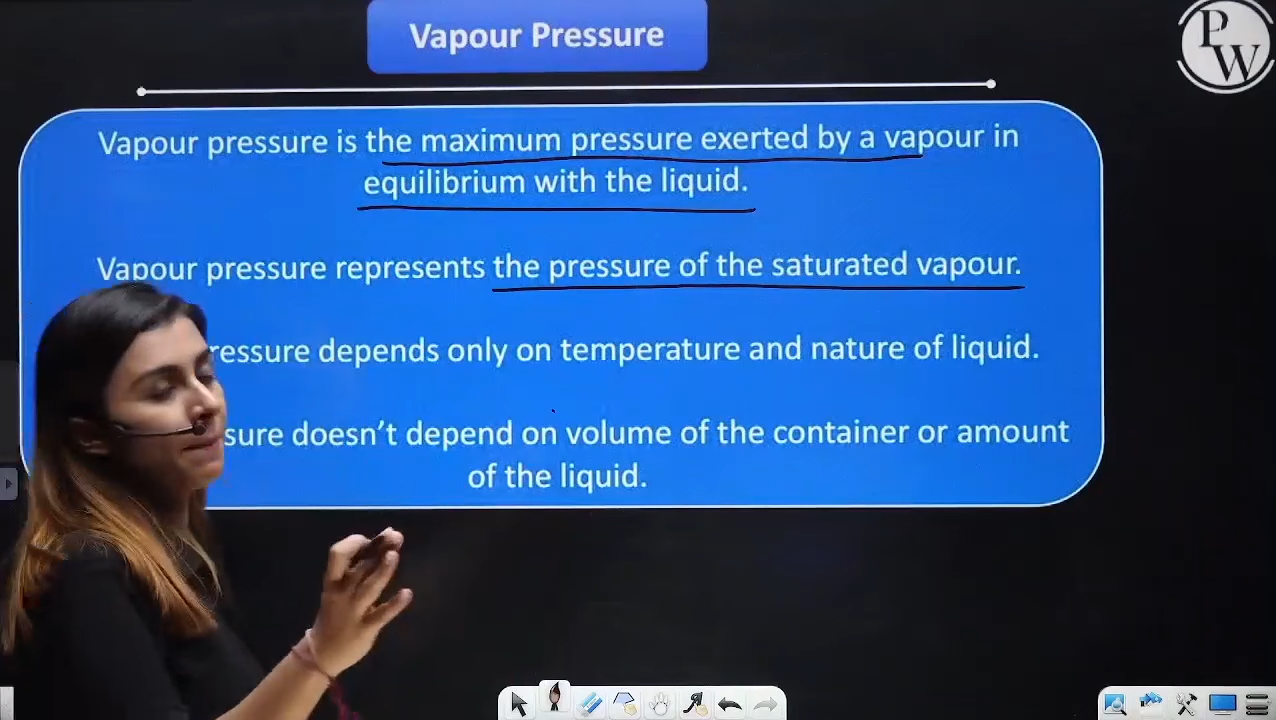 Vapour Pressure
PW
Vapour pressure is the maximum pressure exerted by a vapour in
equilibrium with the liquid.
Vapour pressure represents the pressure of the saturated vapour.
ressure depends only on temperature and nature of liquid.
sure doesn't depend on volume of the container or amount
of the liquid.